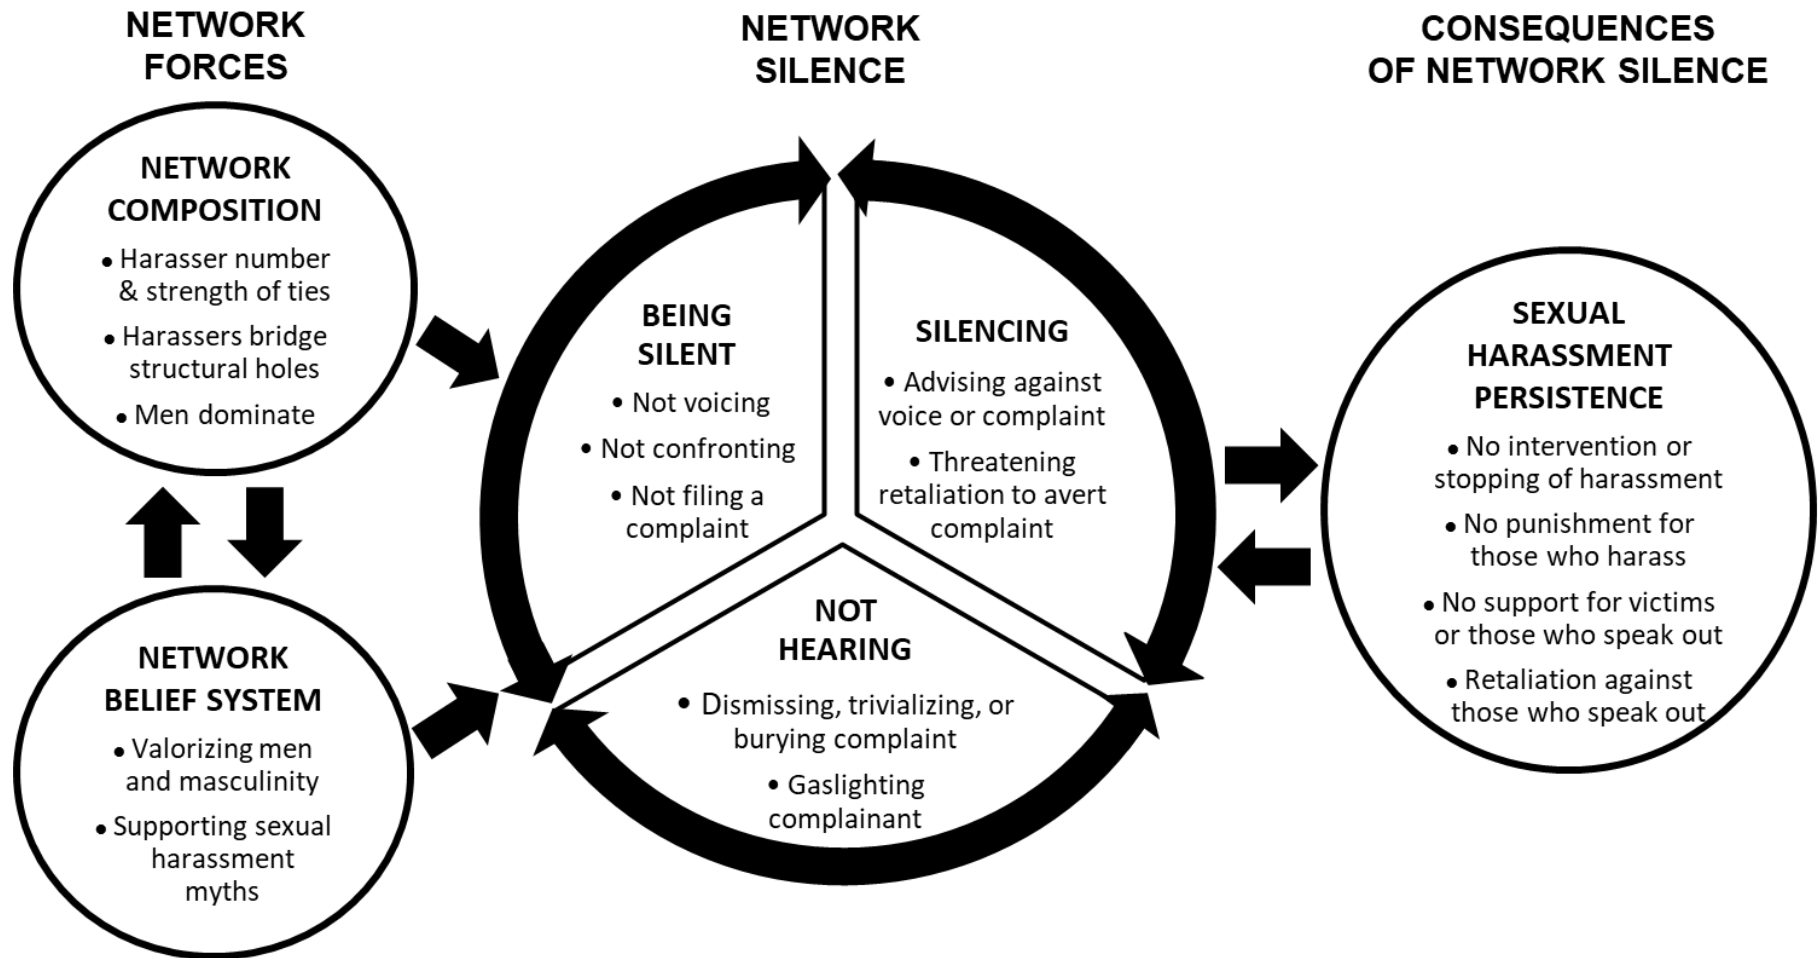 NETWORK
FORCES
NETWORK
COMPOSITION
• Harasser number
& strength of ties
• Harassers bridge
structural holes
• Men dominate
NETWORK
BELIEF SYSTEM
• Valorizing men
and masculinity
• Supporting sexual
harassment
myths
NETWORK
SILENCE
BEING
SILENT
• Not voicing
• Not confronting
• Not filing a
complaint
SILENCING
• Advising against
voice or complaint
• Threatening
retaliation to avert
complaint
NOT
HEARING
• Dismissing, trivializing, or
burying complaint
• Gaslighting
complainant
CONSEQUENCES
OF NETWORK SILENCE
SEXUAL
HARASSMENT
PERSISTENCE
• No intervention or
stopping of harassment
• No punishment for
those who harass
• No support for victims
or those who speak out
• Retaliation against
those who speak out